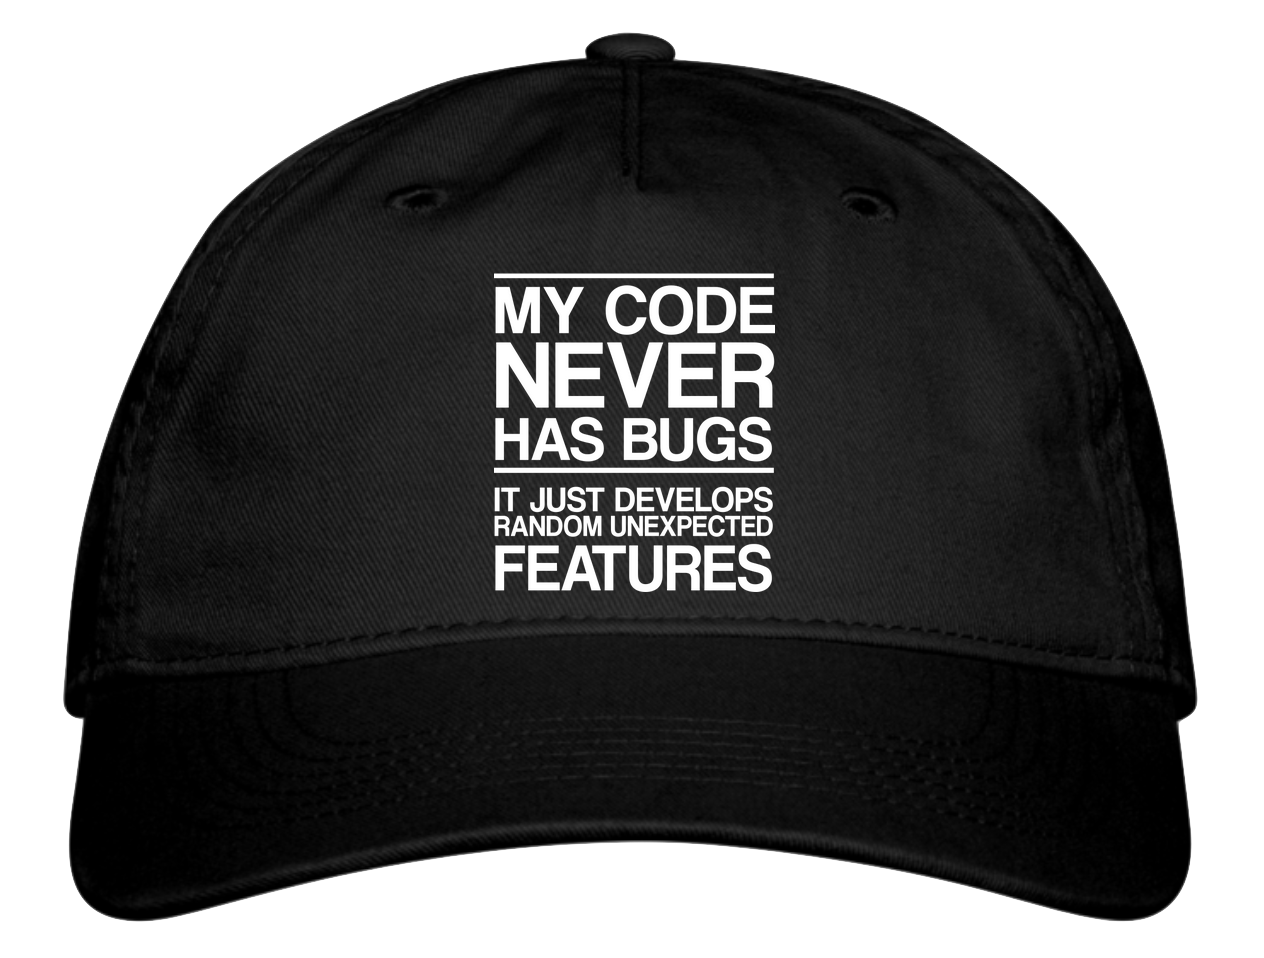 MY CODE
NEVER
HAS BUGS
IT JUST DEVELOPS
RANDOM UNEXPECTED
FEATURES